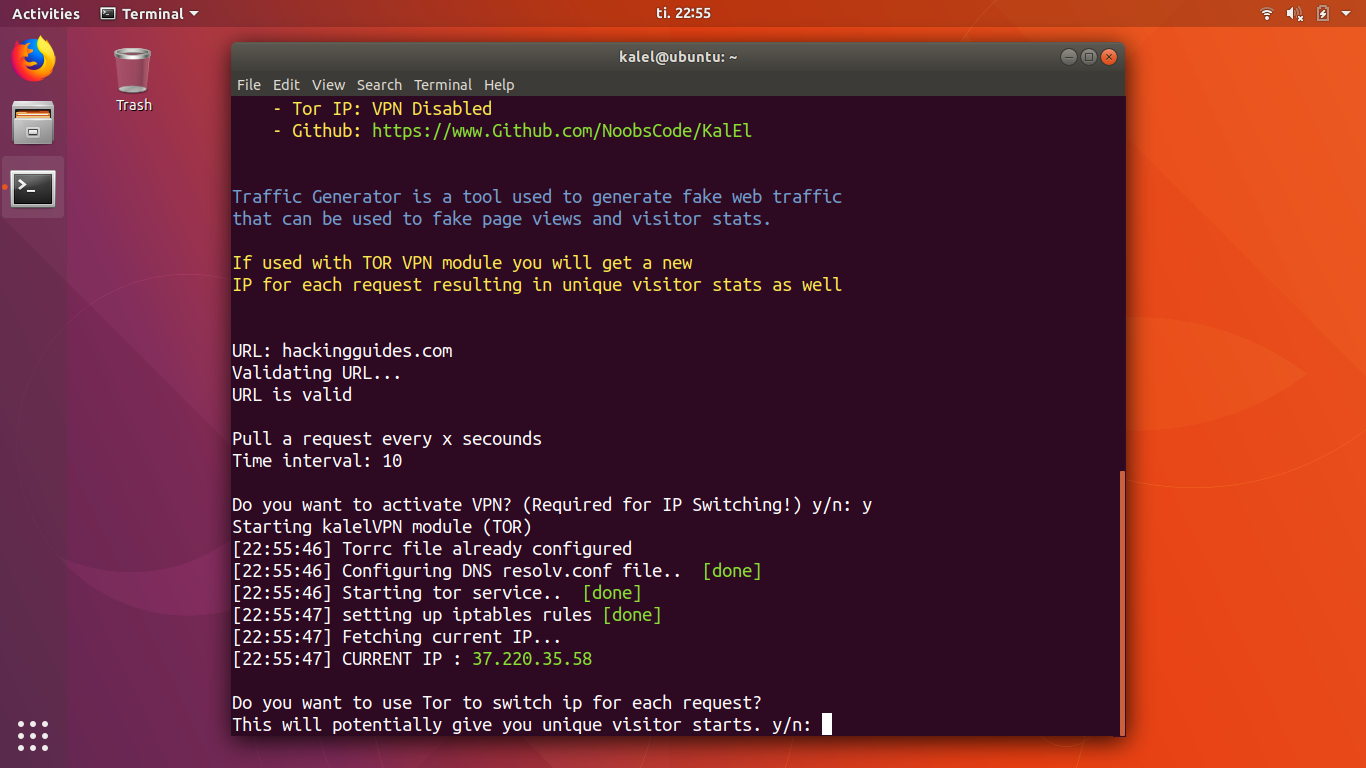 Activities Terminal ti. 22:55
Trash
kalel@ubuntu: ~
File Edit View Search Terminal Help
- Tor IP: VPN Disabled
- Github: https://www.Github.com/NoobsCode/KalEl
Traffic Generator is a tool used to generate fake web traffic
that can be used to fake page views and visitor stats.
If used with TOR VPN module you will get a new
IP for each request resulting in unique visitor stats as well
URL: hackingguides.com
Validating URL...
URL is valid
Pull a request every x secounds
Time interval: 10
Do you want to activate VPN? (Required for IP Switching!) y/n: y
Starting kalelVPN module (TOR)
[22:55:46] Torrc file already configured
[22:55:46] Configuring DNS resolv.conf file.. [done]
[22:55:46] Starting tor service.. [done]
[22:55:47] setting up iptables rules [done]
[22:55:47] Fetching current IP...
[22:55:47] CURRENT IP : 37.220.35.58
Do you want to use Tor to switch ip for each request?
This will potentially give you unique visitor starts. y/n: